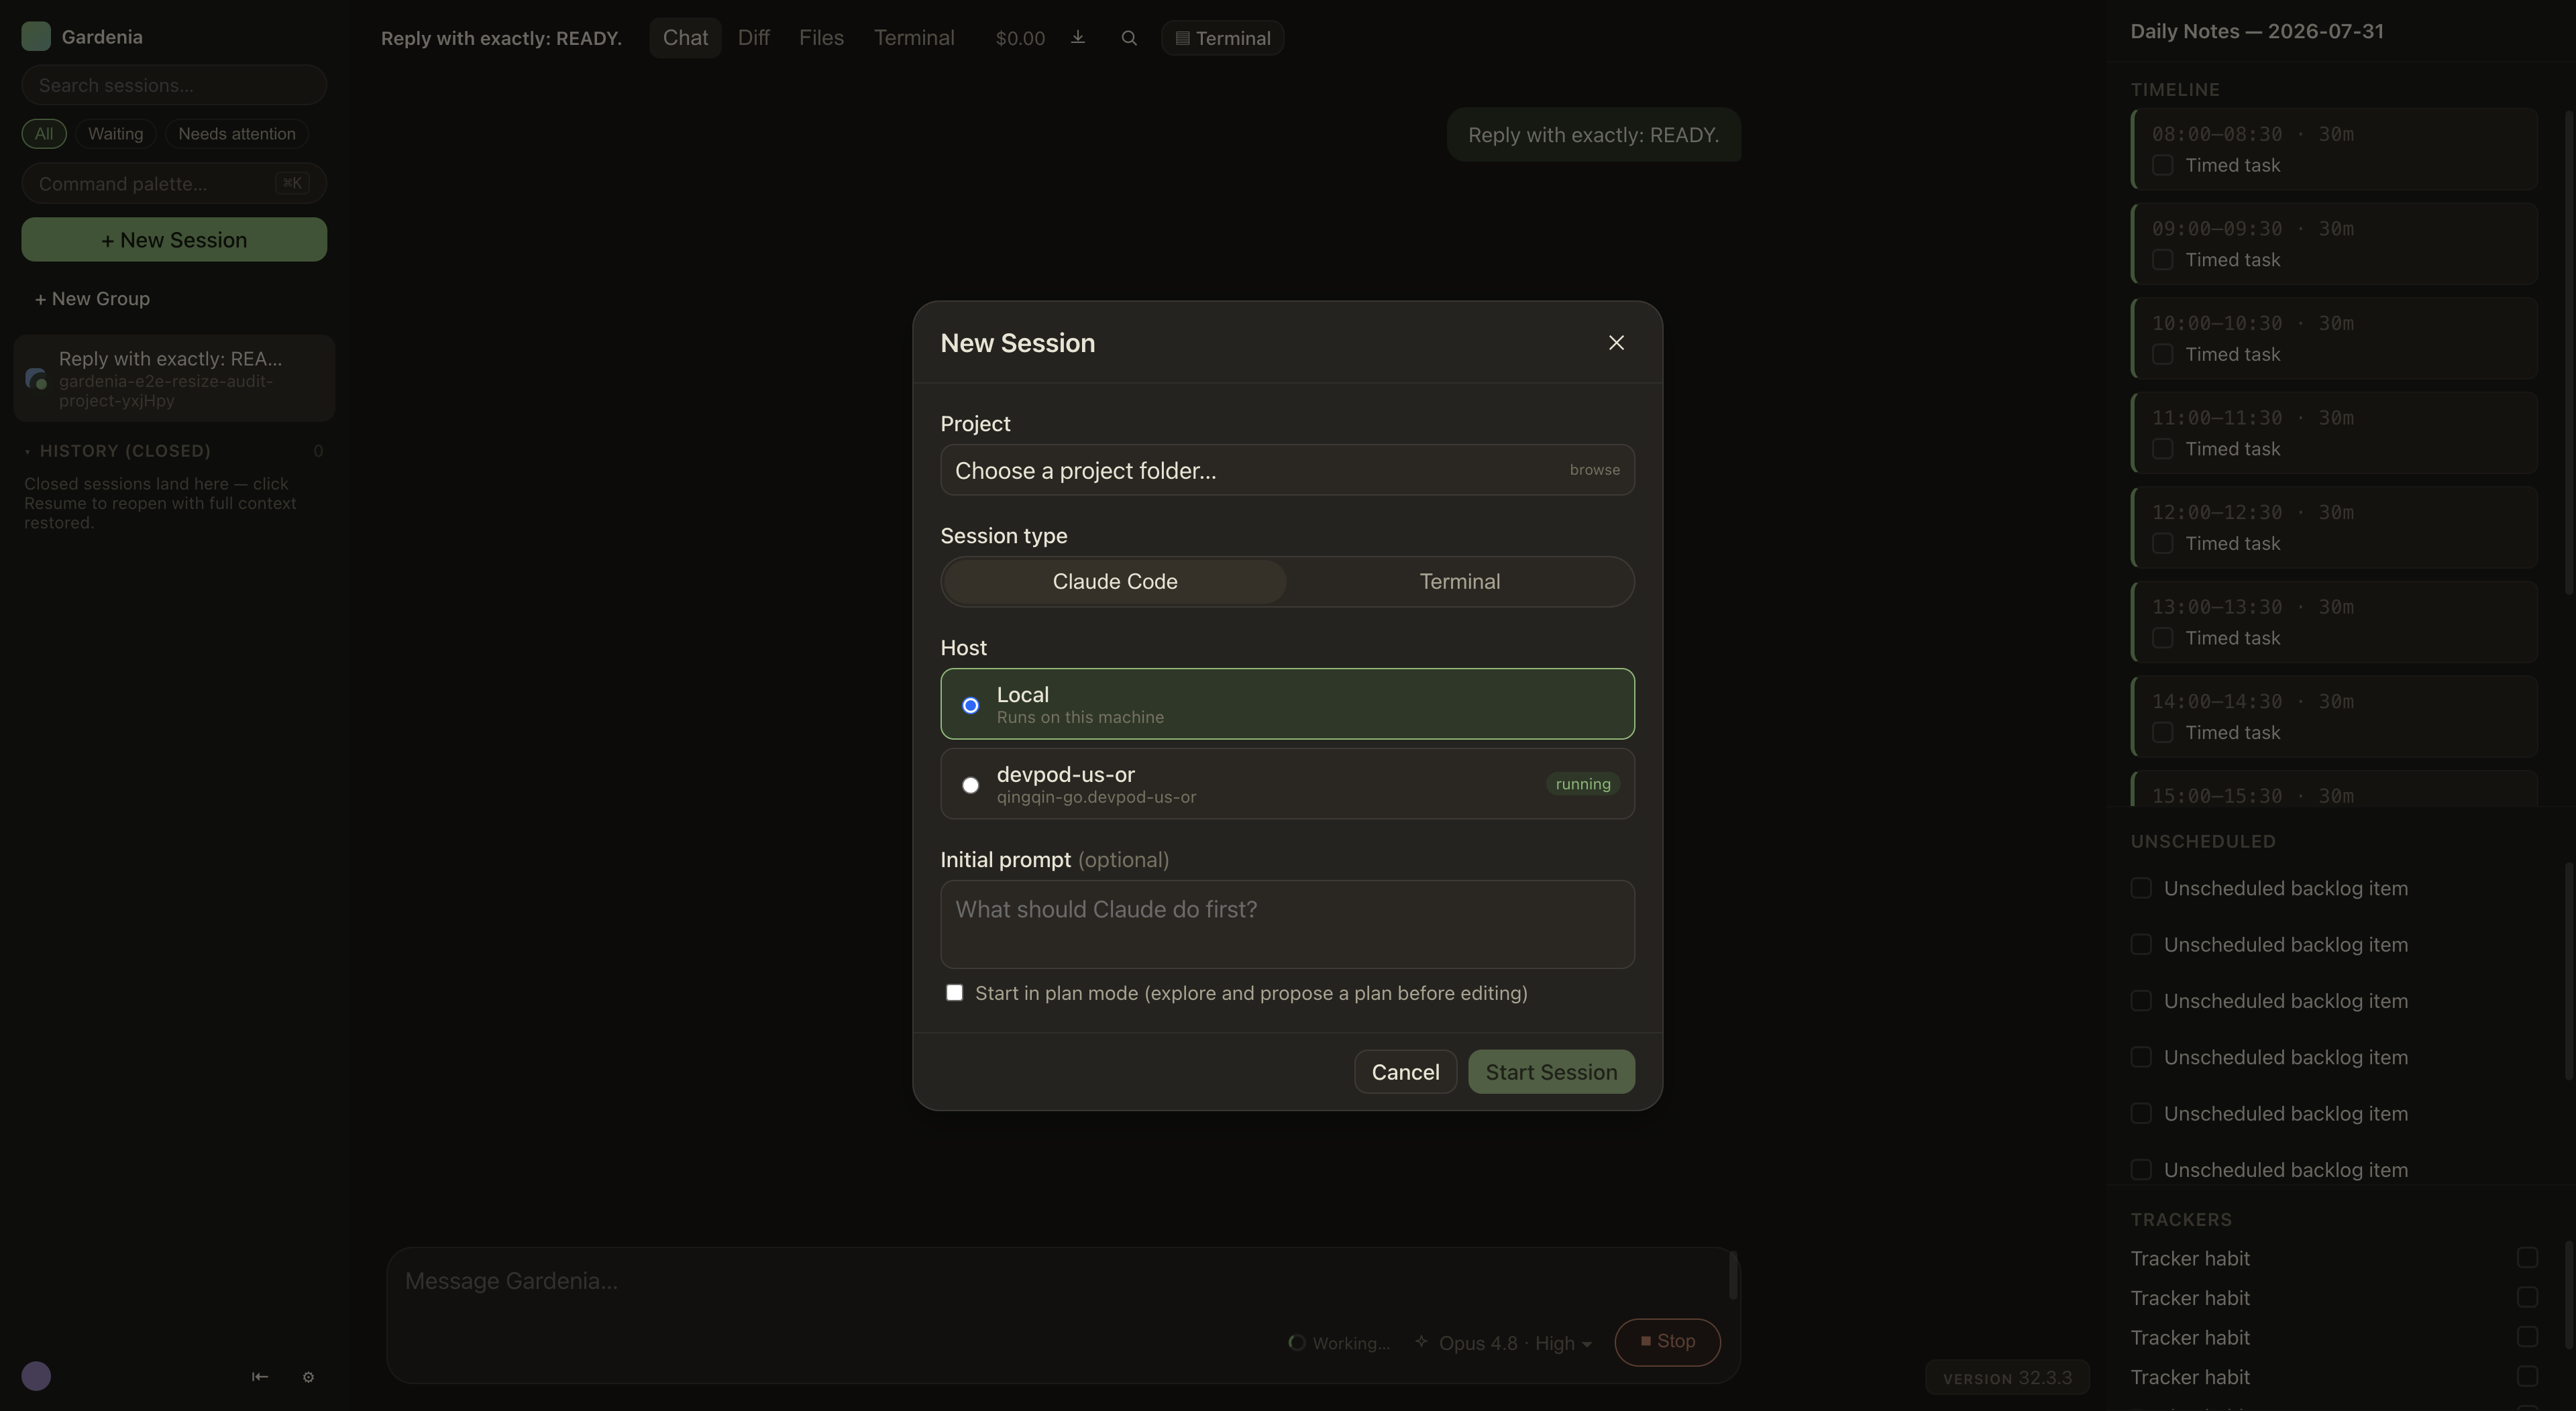 Gardenia
Search sessions...
All
Waiting
Needs attention
Command palette...
⌘K
+ New Session
+ New Group
Reply with exactly: REA...
gardenia-e2e-resize-audit-
project-yxjHpy
HISTORY (CLOSED)
0
Closed sessions land here — click
Resume to reopen with full context
restored.
Reply with exactly: READY.
Chat
Diff
Files
Terminal
$0.00
Terminal
Reply with exactly: READY.
New Session
Project
Choose a project folder...
browse
Session type
Claude Code
Terminal
Host
Local
Runs on this machine
devpod-us-or
qingqin-go.devpod-us-or
running
Initial prompt (optional)
What should Claude do first?
Start in plan mode (explore and propose a plan before editing)
Cancel
Start Session
Message Gardenia...
Working...
Opus 4.8 · High
Stop
VERSION 32.3.3
Daily Notes — 2026-07-31
TIMELINE
08:00–08:30 · 30m
Timed task
09:00–09:30 · 30m
Timed task
10:00–10:30 · 30m
Timed task
11:00–11:30 · 30m
Timed task
12:00–12:30 · 30m
Timed task
13:00–13:30 · 30m
Timed task
14:00–14:30 · 30m
Timed task
15:00–15:30 · 30m
UNSCHEDULED
Unscheduled backlog item
Unscheduled backlog item
Unscheduled backlog item
Unscheduled backlog item
Unscheduled backlog item
Unscheduled backlog item
TRACKERS
Tracker habit
Tracker habit
Tracker habit
Tracker habit